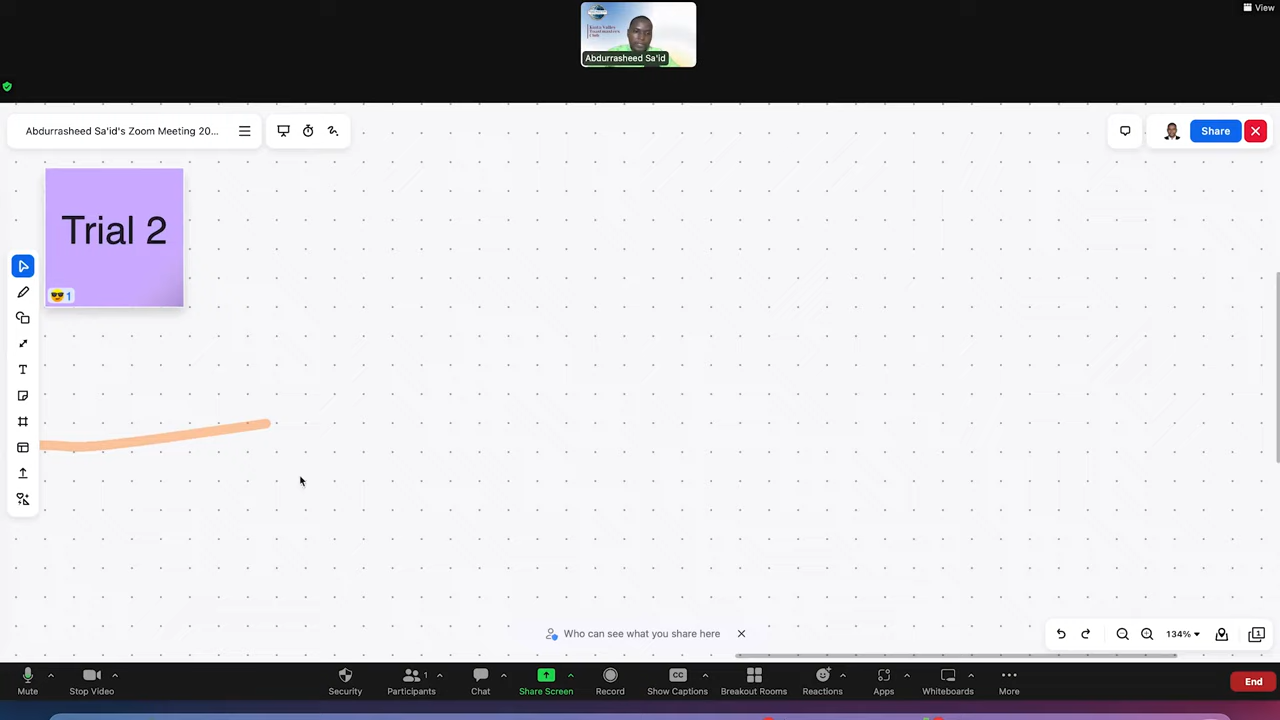 View
Abdurrasheed Sa'id
Abdurrasheed Sa'id's Zoom Meeting 20...
Share
Trial 2
1
T
Who can see what you share here
134%
1
1
CC
Mute
Stop Video
Security
Participants
Chat
Share Screen
Record
Show Captions
Breakout Rooms
Reactions
Apps
Whiteboards
More
End